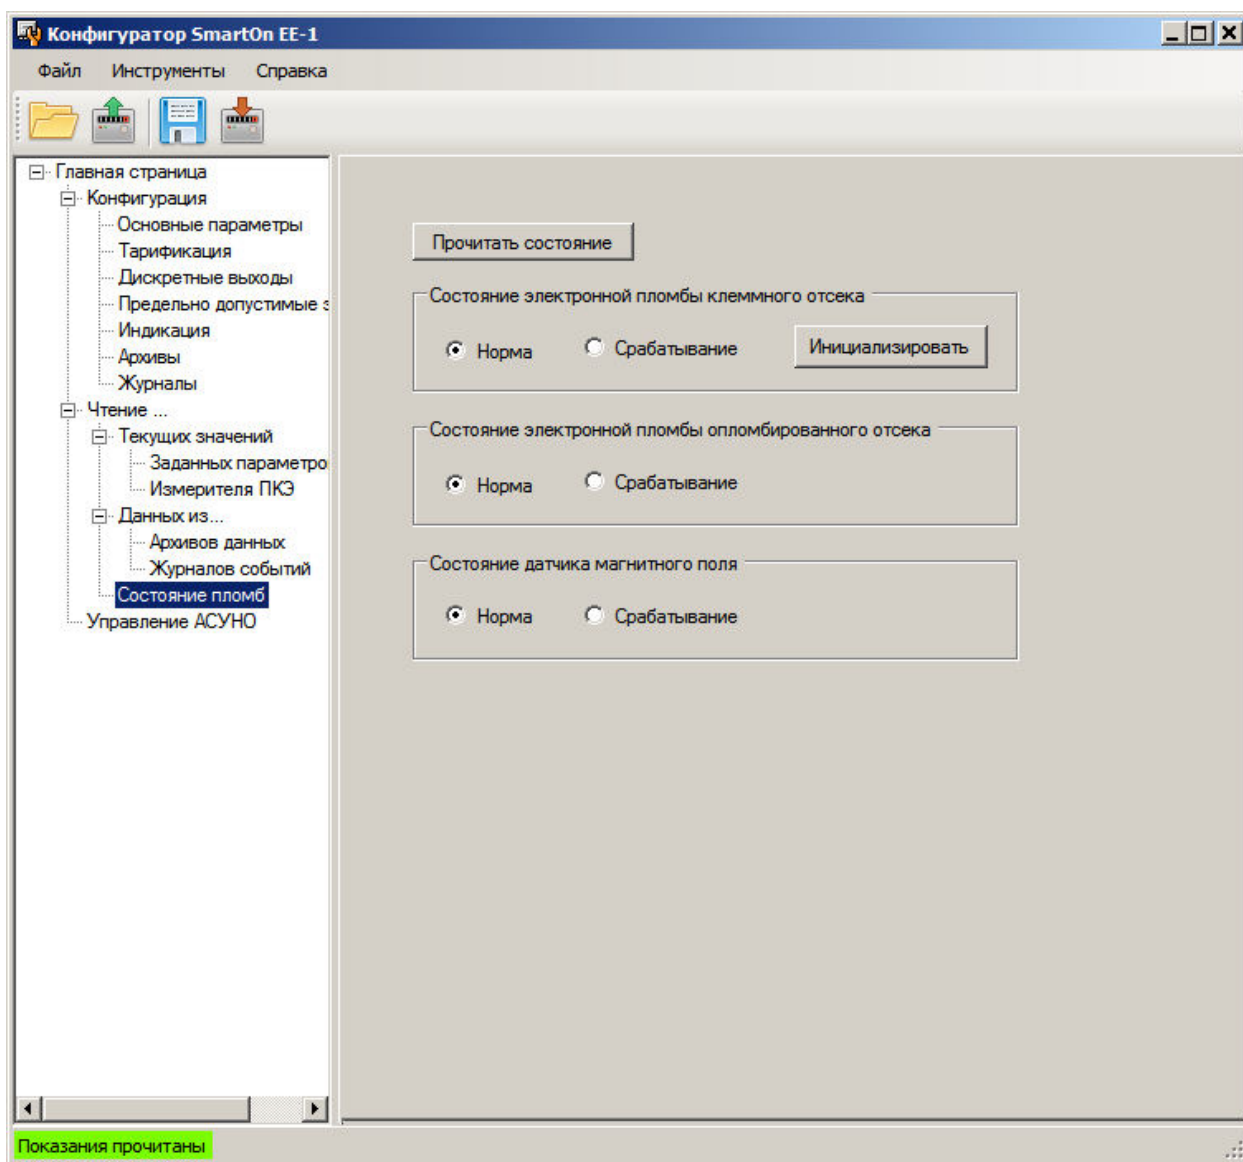 Конфигуратор SmartOn EE-1
Файл Инструменты Справка
Главная страница
Конфигурация
Основные параметры
Тарификация
Дискретные выходы
Предельно допустимые з
Индикация
Архивы
Журналы
Чтение ...
Текущих значений
Заданных параметро
Измерителя ПКЭ
Данных из...
Архивов данных
Журналов событий
Состояние пломб
Управление АСУНО
Прочитать состояние
Состояние электронной пломбы клеммного отсека
Норма Срабатывание Инициализировать
Состояние электронной пломбы опломбированного отсека
Норма Срабатывание
Состояние датчика магнитного поля
Норма Срабатывание
Показания прочитаны